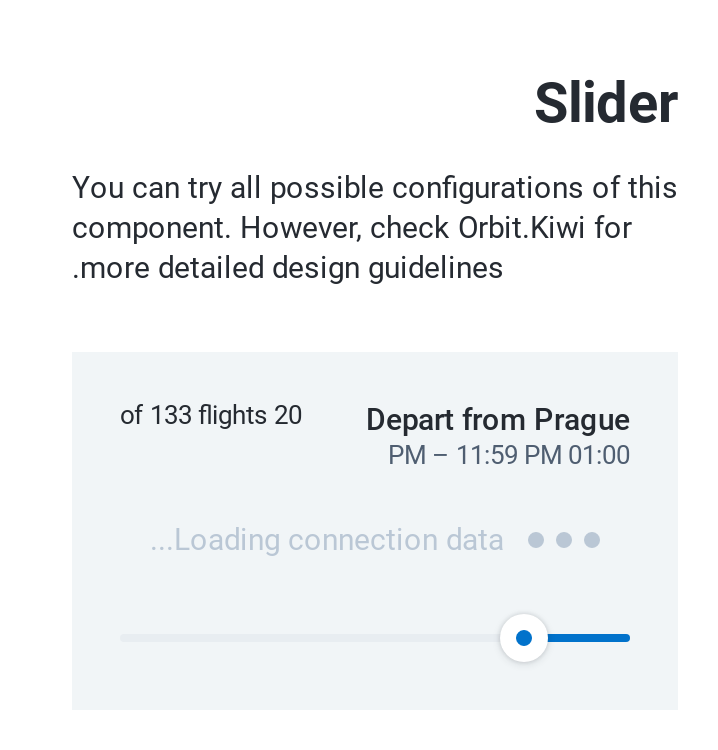 Slider
You can try all possible configurations of this
component. However, check Orbit.Kiwi for
.more detailed design guidelines
Depart from Prague
PM – 11:59 PM 01:00
of 133 flights 20
...Loading connection data